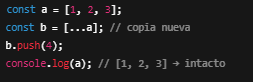 const a = [1, 2, 3];
const b = [...a]; // copia nueva
b.push(4);
console.log(a); // [1, 2, 3] → intacto